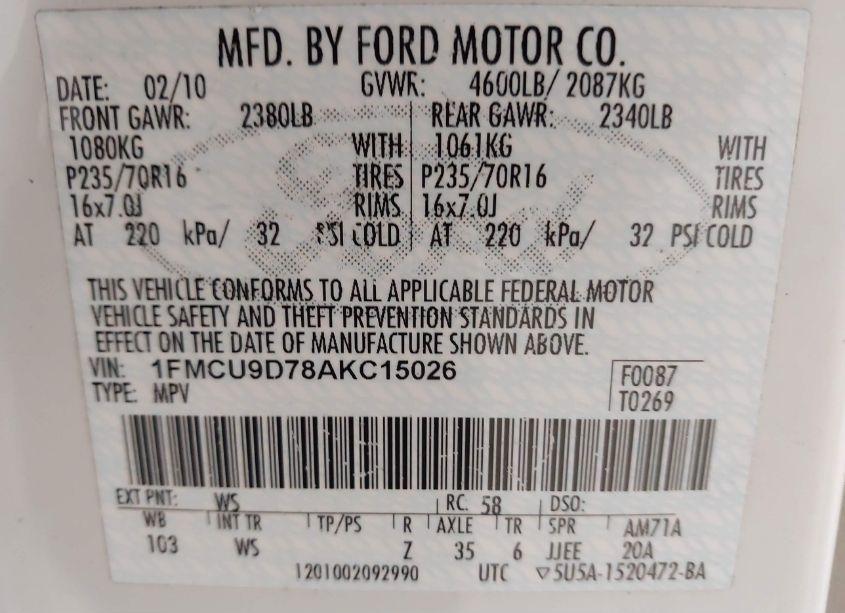 MFD. BY FORD MOTOR CO.
DATE: 02/10 GVWR: 4600LB/ 2087KG
FRONT GAWR: 2380LB REAR GAWR: 2340LB
1080KG WITH 1061KG WITH
P235/70R16 TIRES P235/70R16 TIRES
16x7.0J RIMS 16x7.0J RIMS
AT 220 kPa/ 32 PSI COLD AT 220 kPa/ 32 PSI COLD
THIS VEHICLE CONFORMS TO ALL APPLICABLE FEDERAL MOTOR
VEHICLE SAFETY AND THEFT PREVENTION STANDARDS IN
EFFECT ON THE DATE OF MANUFACTURE SHOWN ABOVE.
VIN: 1FMCU9D78AKC15026 F0087
TYPE: MPV T0269
EXT PNT: WS RC. 58 DSO:
WB INT TR TP/PS R AXLE TR SPR AM71A
103 WS Z 35 6 JJEE 20A
1201002092990 UTC ▽5U5A-1520472-BA